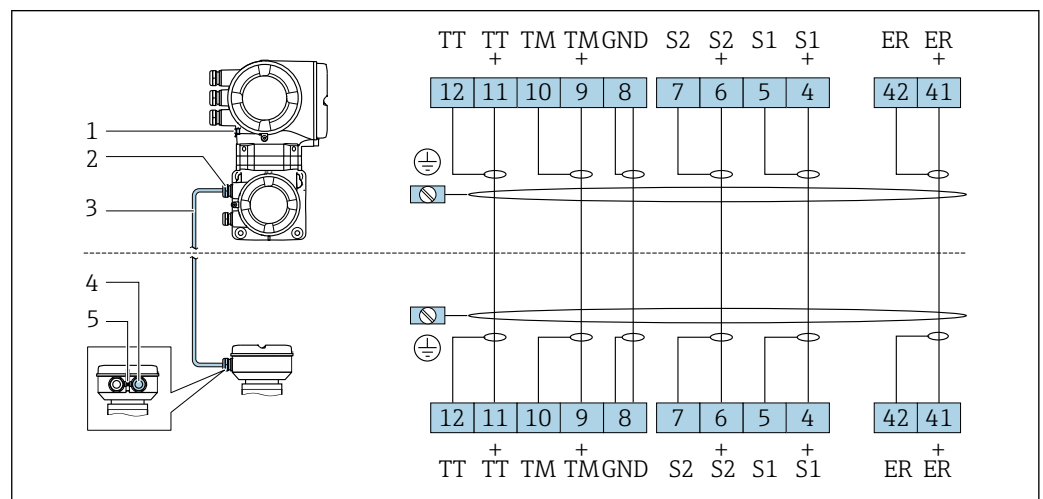 TT TT TM TM GND S2 S2 S1 S1 ER ER
+ + + + +
12 11 10 9 8 7 6 5 4 42 41
1
2
3
4
5
12 11 10 9 8 7 6 5 4 42 41
+ + + + +
TT TT TM TM GND S2 S2 S1 S1 ER ER